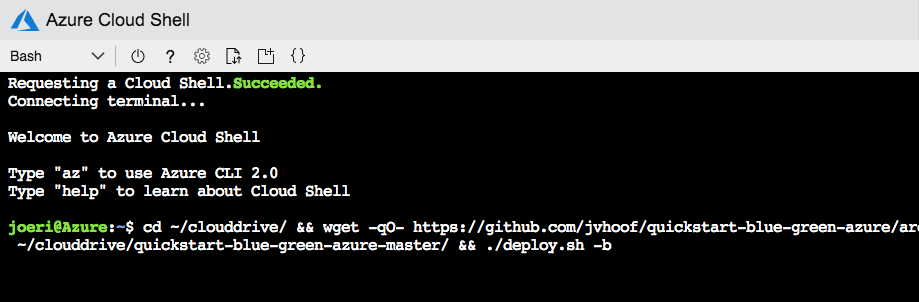 Azure Cloud Shell
Bash
?
{}
Requesting a Cloud Shell.Succeeded.
Connecting terminal...
Welcome to Azure Cloud Shell
Type "az" to use Azure CLI 2.0
Type "help" to learn about Cloud Shell
joeri@Azure:~$ cd ~/clouddrive/ && wget -qO- https://github.com/jvhoof/quickstart-blue-green-azure/ar
~/clouddrive/quickstart-blue-green-azure-master/ && ./deploy.sh -b